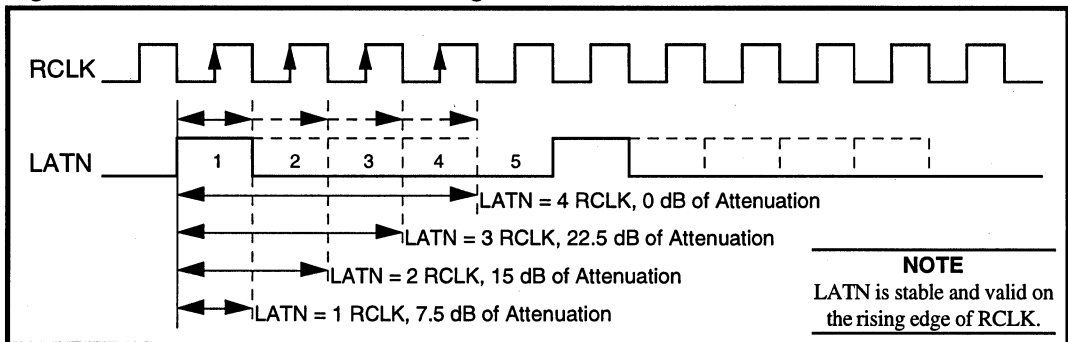 RCLK
LATN
1 2 3 4 5
LATN = 4 RCLK, 0 dB of Attenuation
LATN = 3 RCLK, 22.5 dB of Attenuation
LATN = 2 RCLK, 15 dB of Attenuation
LATN = 1 RCLK, 7.5 dB of Attenuation
NOTE
LATN is stable and valid on
the rising edge of RCLK.